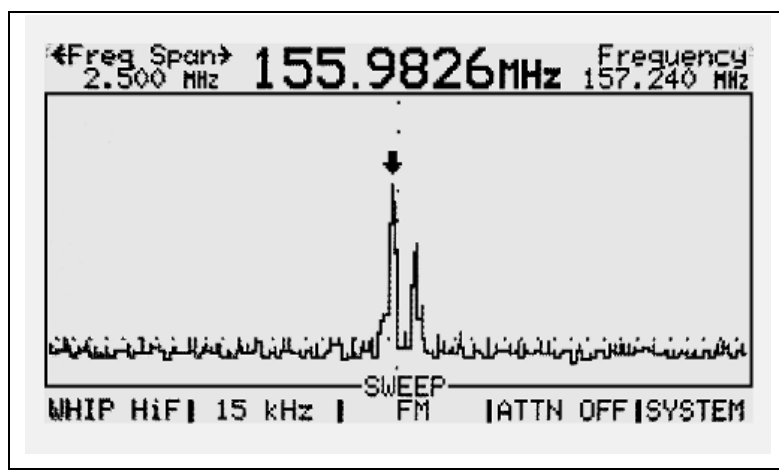 ←Freq Span→ 155.9826MHz Frequency
2.500 MHz 157.240 MHz
SWEEP
WHIP HiF| 15 kHz | FM |ATTN OFF|SYSTEM